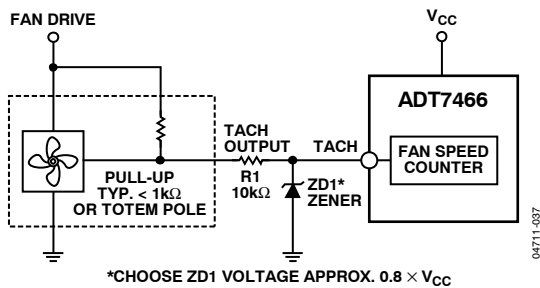 FAN DRIVE
VCC
ADT7466
TACH
OUTPUT
TACH
FAN SPEED
COUNTER
PULL-UP
TYP. < 1kΩ
OR TOTEM POLE
R1
10kΩ
ZD1*
ZENER
*CHOOSE ZD1 VOLTAGE APPROX. 0.8 × VCC
04711-037